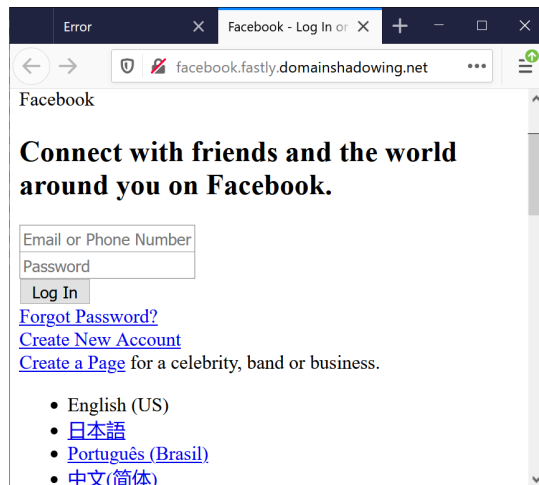 Error
Facebook - Log In or
facebook.fastly.domainshadowing.net
Facebook
Connect with friends and the world
around you on Facebook.
Email or Phone Number
Password
Log In
Forgot Password?
Create New Account
Create a Page for a celebrity, band or business.
English (US)
日本語
Português (Brasil)
中文(简体)